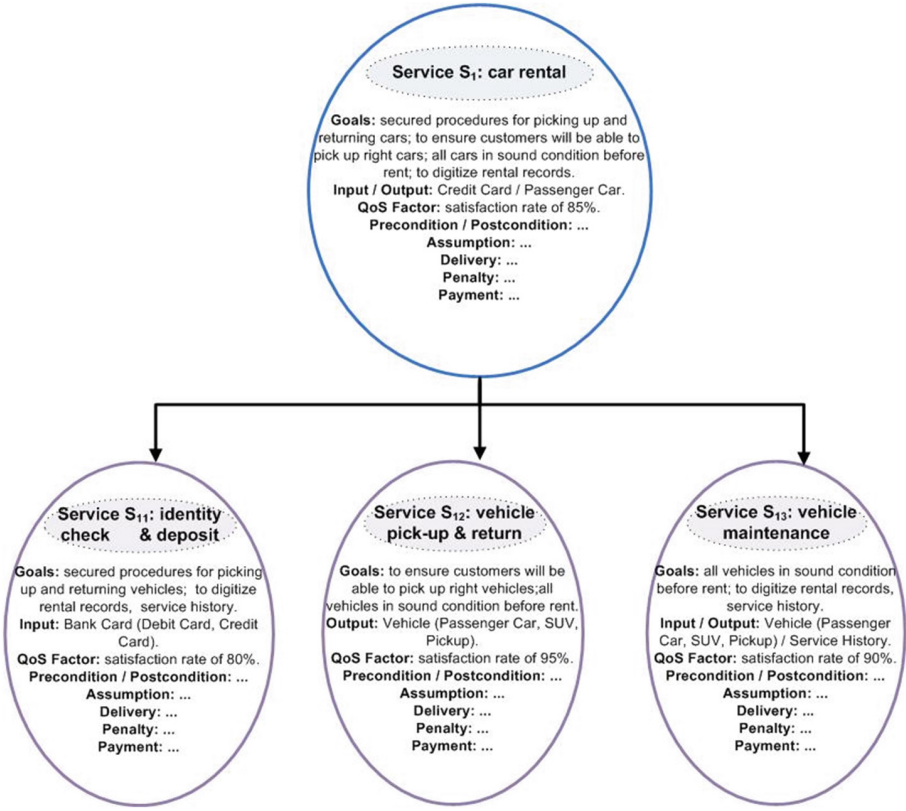 Service S₁: car rental
Goals: secured procedures for picking up and
returning cars; to ensure customers will be able to
pick up right cars; all cars in sound condition before
rent; to digitize rental records.
Input / Output: Credit Card / Passenger Car.
QoS Factor: satisfaction rate of 85%.
Precondition / Postcondition: ...
Assumption: ...
Delivery: ...
Penalty: ...
Payment: ...
Service S₁₁: identity
check & deposit
Goals: secured procedures for picking
up and returning vehicles; to digitize
rental records, service history.
Input: Bank Card (Debit Card, Credit
Card).
QoS Factor: satisfaction rate of 80%.
Precondition / Postcondition: ...
Assumption: ...
Delivery: ...
Penalty: ...
Payment: ...
Service S₁₂: vehicle
pick-up & return
Goals: to ensure customers will be
able to pick up right vehicles;all
vehicles in sound condition before rent.
Output: Vehicle (Passenger Car, SUV,
Pickup).
QoS Factor: satisfaction rate of 95%.
Precondition / Postcondition: ...
Assumption: ...
Delivery: ...
Penalty: ...
Payment: ...
Service S₁₃: vehicle
maintenance
Goals: all vehicles in sound condition
before rent; to digitize rental records,
service history.
Input / Output: Vehicle (Passenger
Car, SUV, Pickup) / Service History.
QoS Factor: satisfaction rate of 90%.
Precondition / Postcondition: ...
Assumption: ...
Delivery: ...
Penalty: ...
Payment: ...